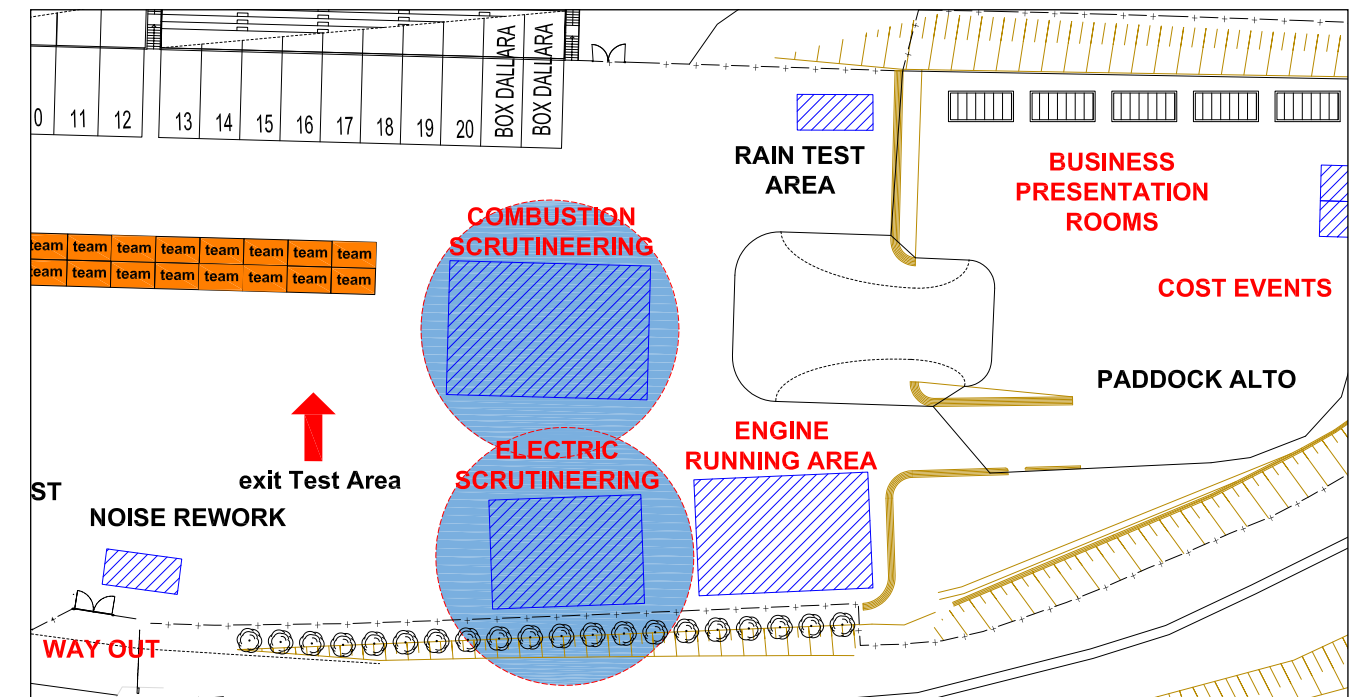 0 11 12 13 14 15 16 17 18 19 20 BOX DALLARA BOX DALLARA
RAIN TEST
AREA
BUSINESS
PRESENTATION
ROOMS
COMBUSTION
SCRUTINEERING
team team team team team team team team
team team team team team team team team
COST EVENTS
PADDOCK ALTO
ENGINE
RUNNING AREA
ELECTRIC
SCRUTINEERING
exit Test Area
ST
NOISE REWORK
WAY OUT